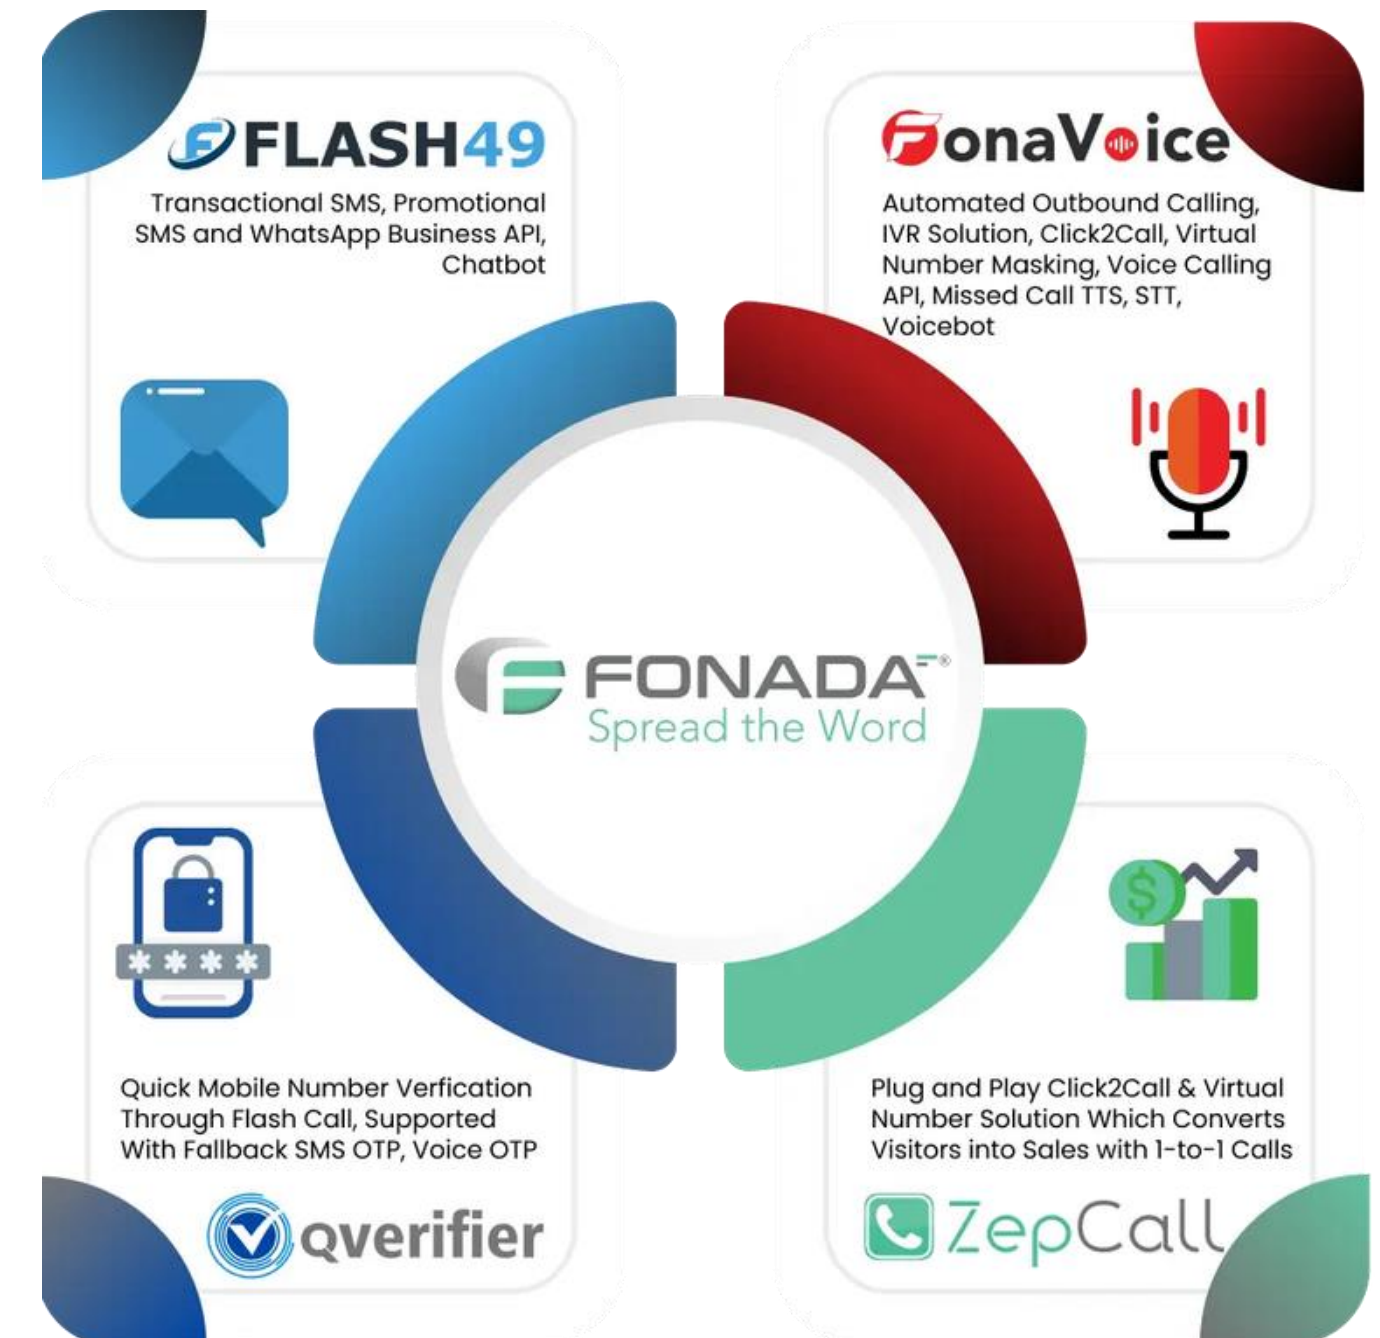 FLASH49
Transactional SMS, Promotional
SMS and WhatsApp Business API,
Chatbot
FonaVoice
Automated Outbound Calling,
IVR Solution, Click2Call, Virtual
Number Masking, Voice Calling
API, Missed Call TTS, STT,
Voicebot
FONADA®
Spread the Word
Quick Mobile Number Verfication
Through Flash Call, Supported
With Fallback SMS OTP, Voice OTP
qverifier
Plug and Play Click2Call & Virtual
Number Solution Which Converts
Visitors into Sales with 1-to-1 Calls
ZepCall